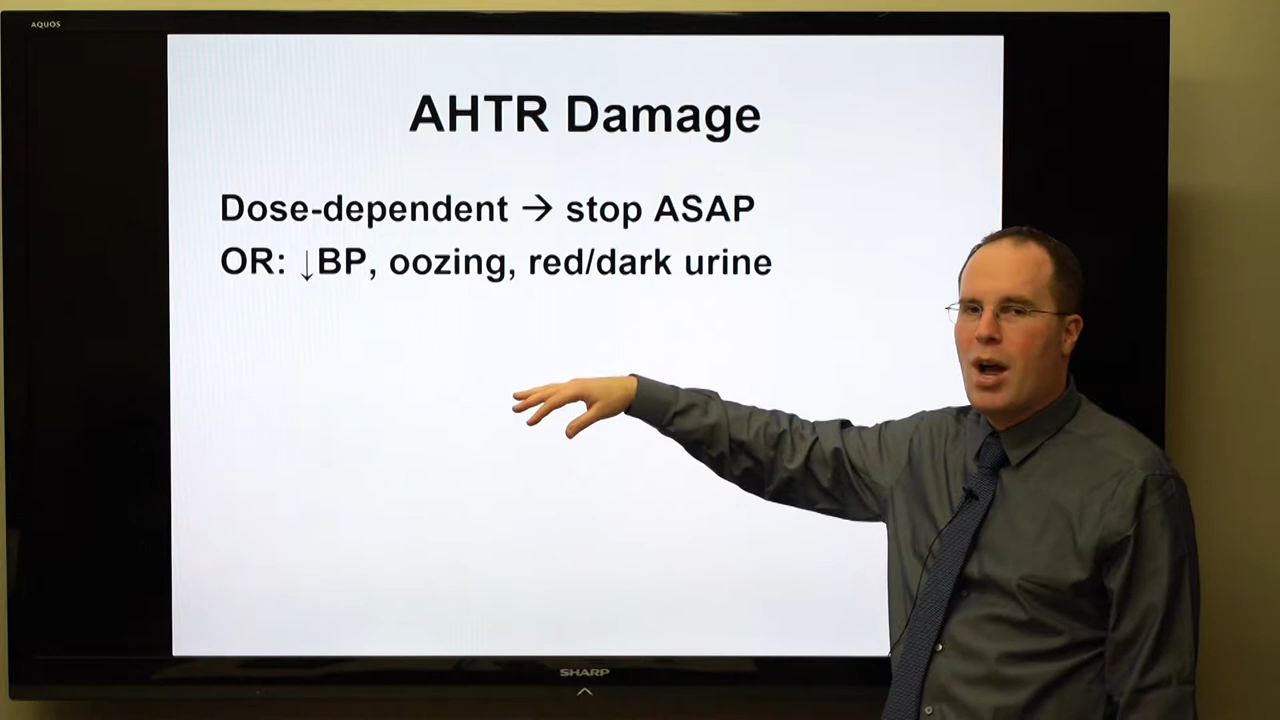 AQUOS
AHTR Damage
Dose-dependent → stop ASAP
OR: ↓BP, oozing, red/dark urine
SHARP